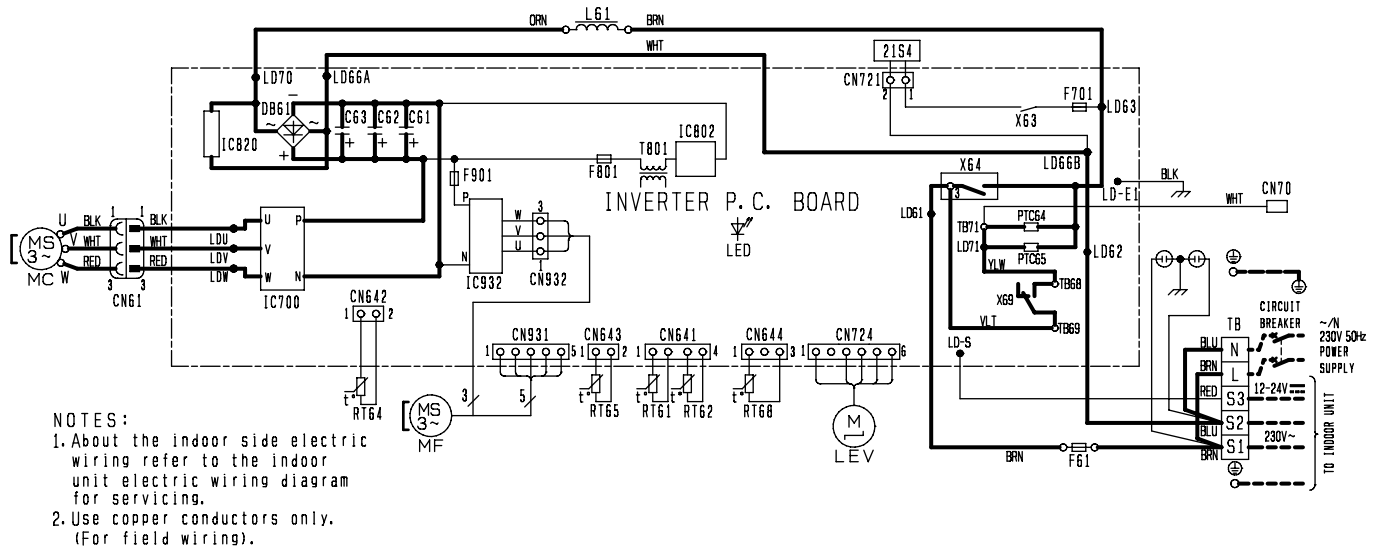 ORN L61 BRN
WHT
21S4
LD70 LD66A
CN721
2 1
F701
DB61
~ ~
− +
C63 C62 C61
+ + +
X63
LD63
IC820
T801 IC802
F801
F901
LD66B
X64
3
BLK
LD-E1
INVERTER P.C. BOARD
LED
WHT CN70
LD61
TB71 PTC64
LD71 PTC65
LD62
YLW
TB68
X69
VLT TB69
LD-S
U BLK 1 1 BLK LDU U P
V WHT WHT LDV V
W RED 3 3 RED LDW W N
MS
3~
MC
CN61
IC700
P
N
IC932
W 3
V
U 1
CN932
CN642
1 2
t°
RT64
CN931
1 5
3 5
MS
3~
MF
CN643
1 2
t°
RT65
CN641
1 4
t° t°
RT61 RT62
CN644
1 3
t°
RT68
CN724
1 6
M
LEV
CIRCUIT
BREAKER
~/N
230V 50Hz
POWER
SUPPLY
TB
BLU N
BRN L
RED S3 12-24V
S2
BLU
S1 230V~
BRN
TO INDOOR UNIT
BRN F61
NOTES:
1. About the indoor side electric
wiring refer to the indoor
unit electric wiring diagram
for servicing.
2. Use copper conductors only.
(For field wiring).